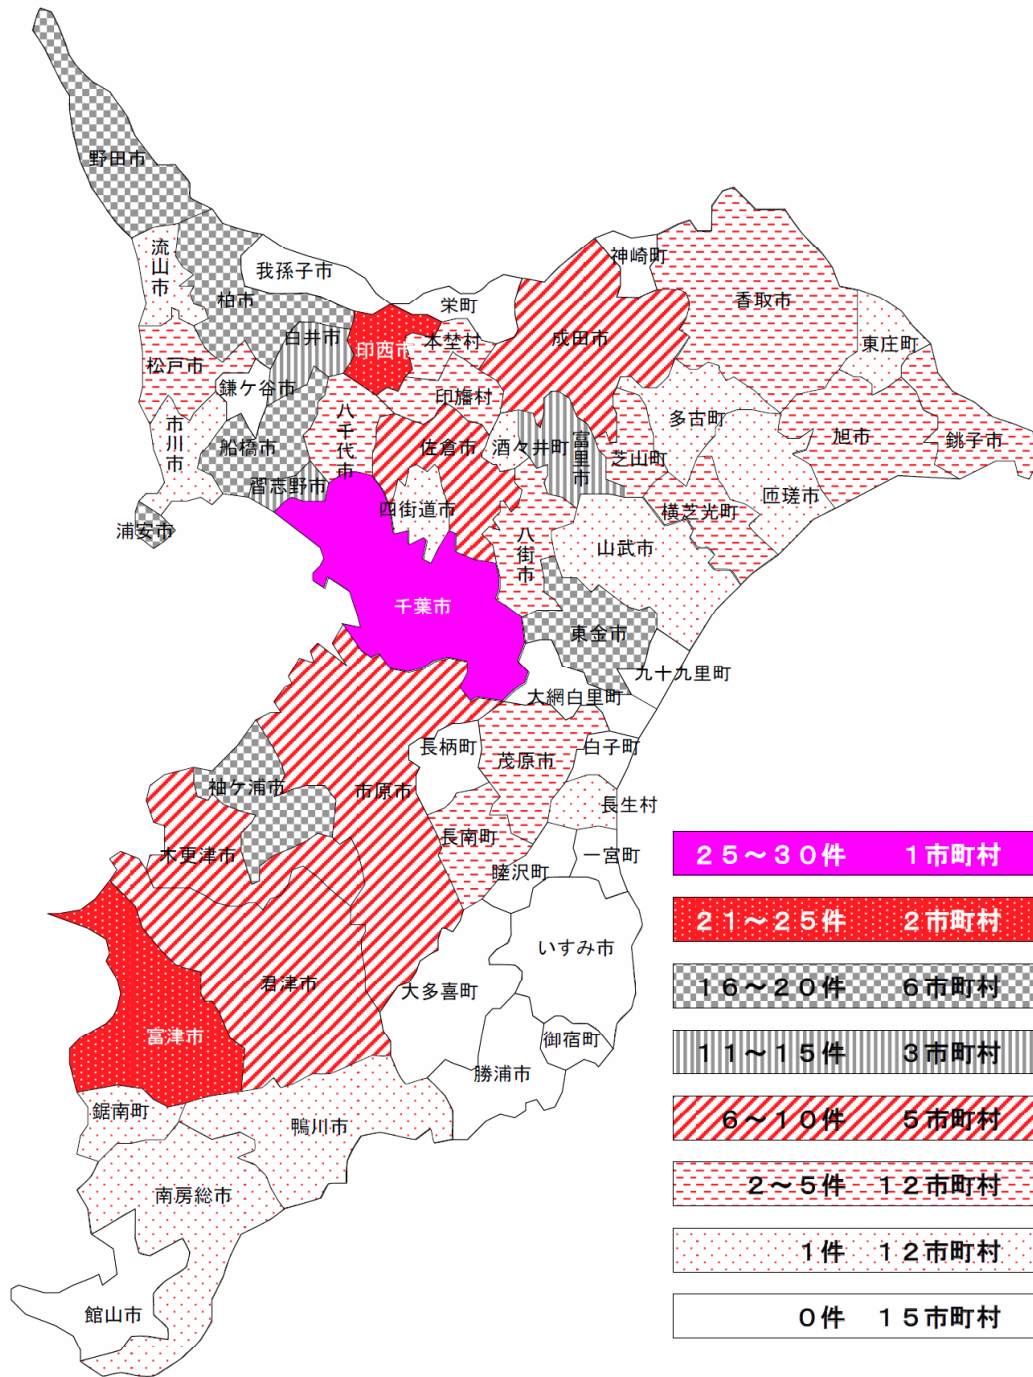 野田市
流山市
我孫子市
柏市
神崎町
栄町
香取市
白井市
印西市
本埜村
成田市
東庄町
松戸市
鎌ケ谷市
印旛村
多古町
市川市
船橋市
八千代市
佐倉市
酒々井町
富里市
芝山町
旭市
銚子市
習志野市
四街道市
横芝光町
匝瑳市
浦安市
八街市
山武市
千葉市
東金市
九十九里町
大網白里町
長柄町
茂原市
白子町
袖ケ浦市
市原市
長生村
長南町
木更津市
睦沢町
一宮町
いすみ市
君津市
大多喜町
富津市
御宿町
勝浦市
鋸南町
鴨川市
南房総市
館山市
25～30件 1市町村
21～25件 2市町村
16～20件 6市町村
11～15件 3市町村
6～10件 5市町村
2～5件 12市町村
1件 12市町村
0件 15市町村